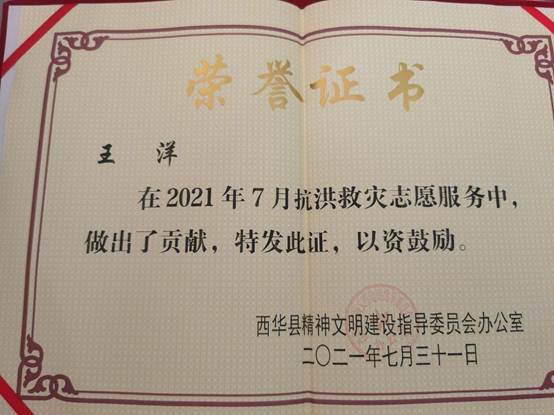 荣誉证书
王 洋
在2021年7月抗洪救灾志愿服务中，
做出了贡献，特发此证，以资鼓励。
西华县精神文明建设指导委员会办公室
二〇二一年七月三十一日